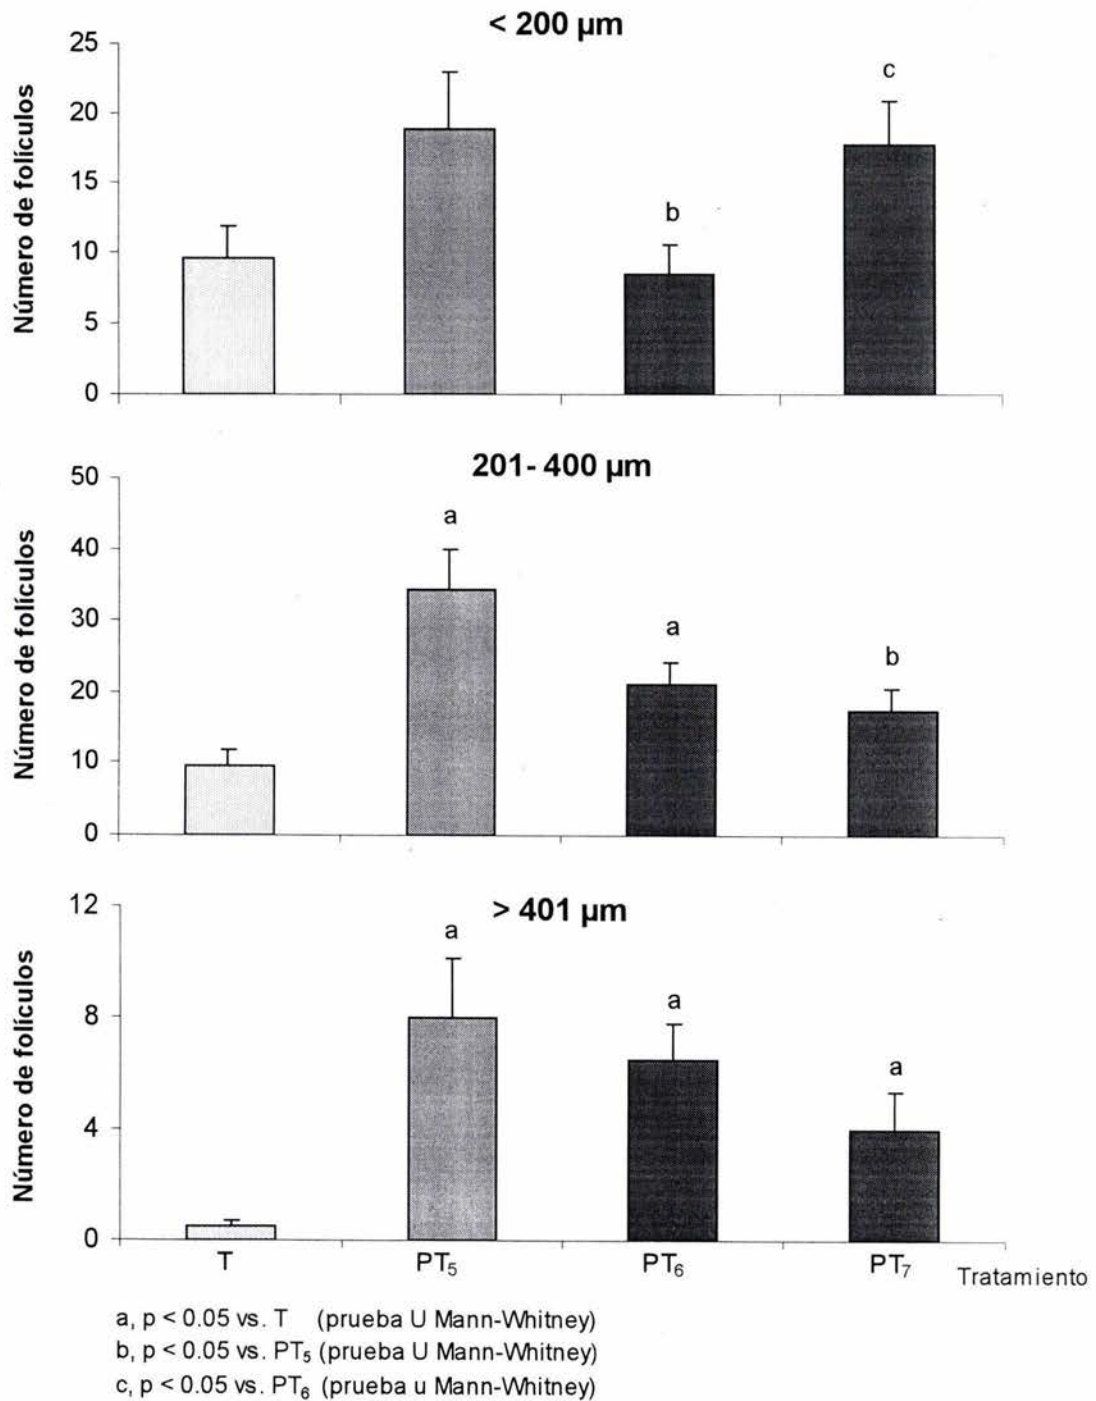 < 200 µm
Número de folículos
25
20
15
10
5
0
b
c
201- 400 µm
Número de folículos
50
40
30
20
10
0
a
a
b
> 401 µm
Número de folículos
12
8
4
0
a
a
a
T PT₅ PT₆ PT₇ Tratamiento
a, p < 0.05 vs. T (prueba U Mann-Whitney)
b, p < 0.05 vs. PT₅ (prueba U Mann-Whitney)
c, p < 0.05 vs. PT₆ (prueba u Mann-Whitney)